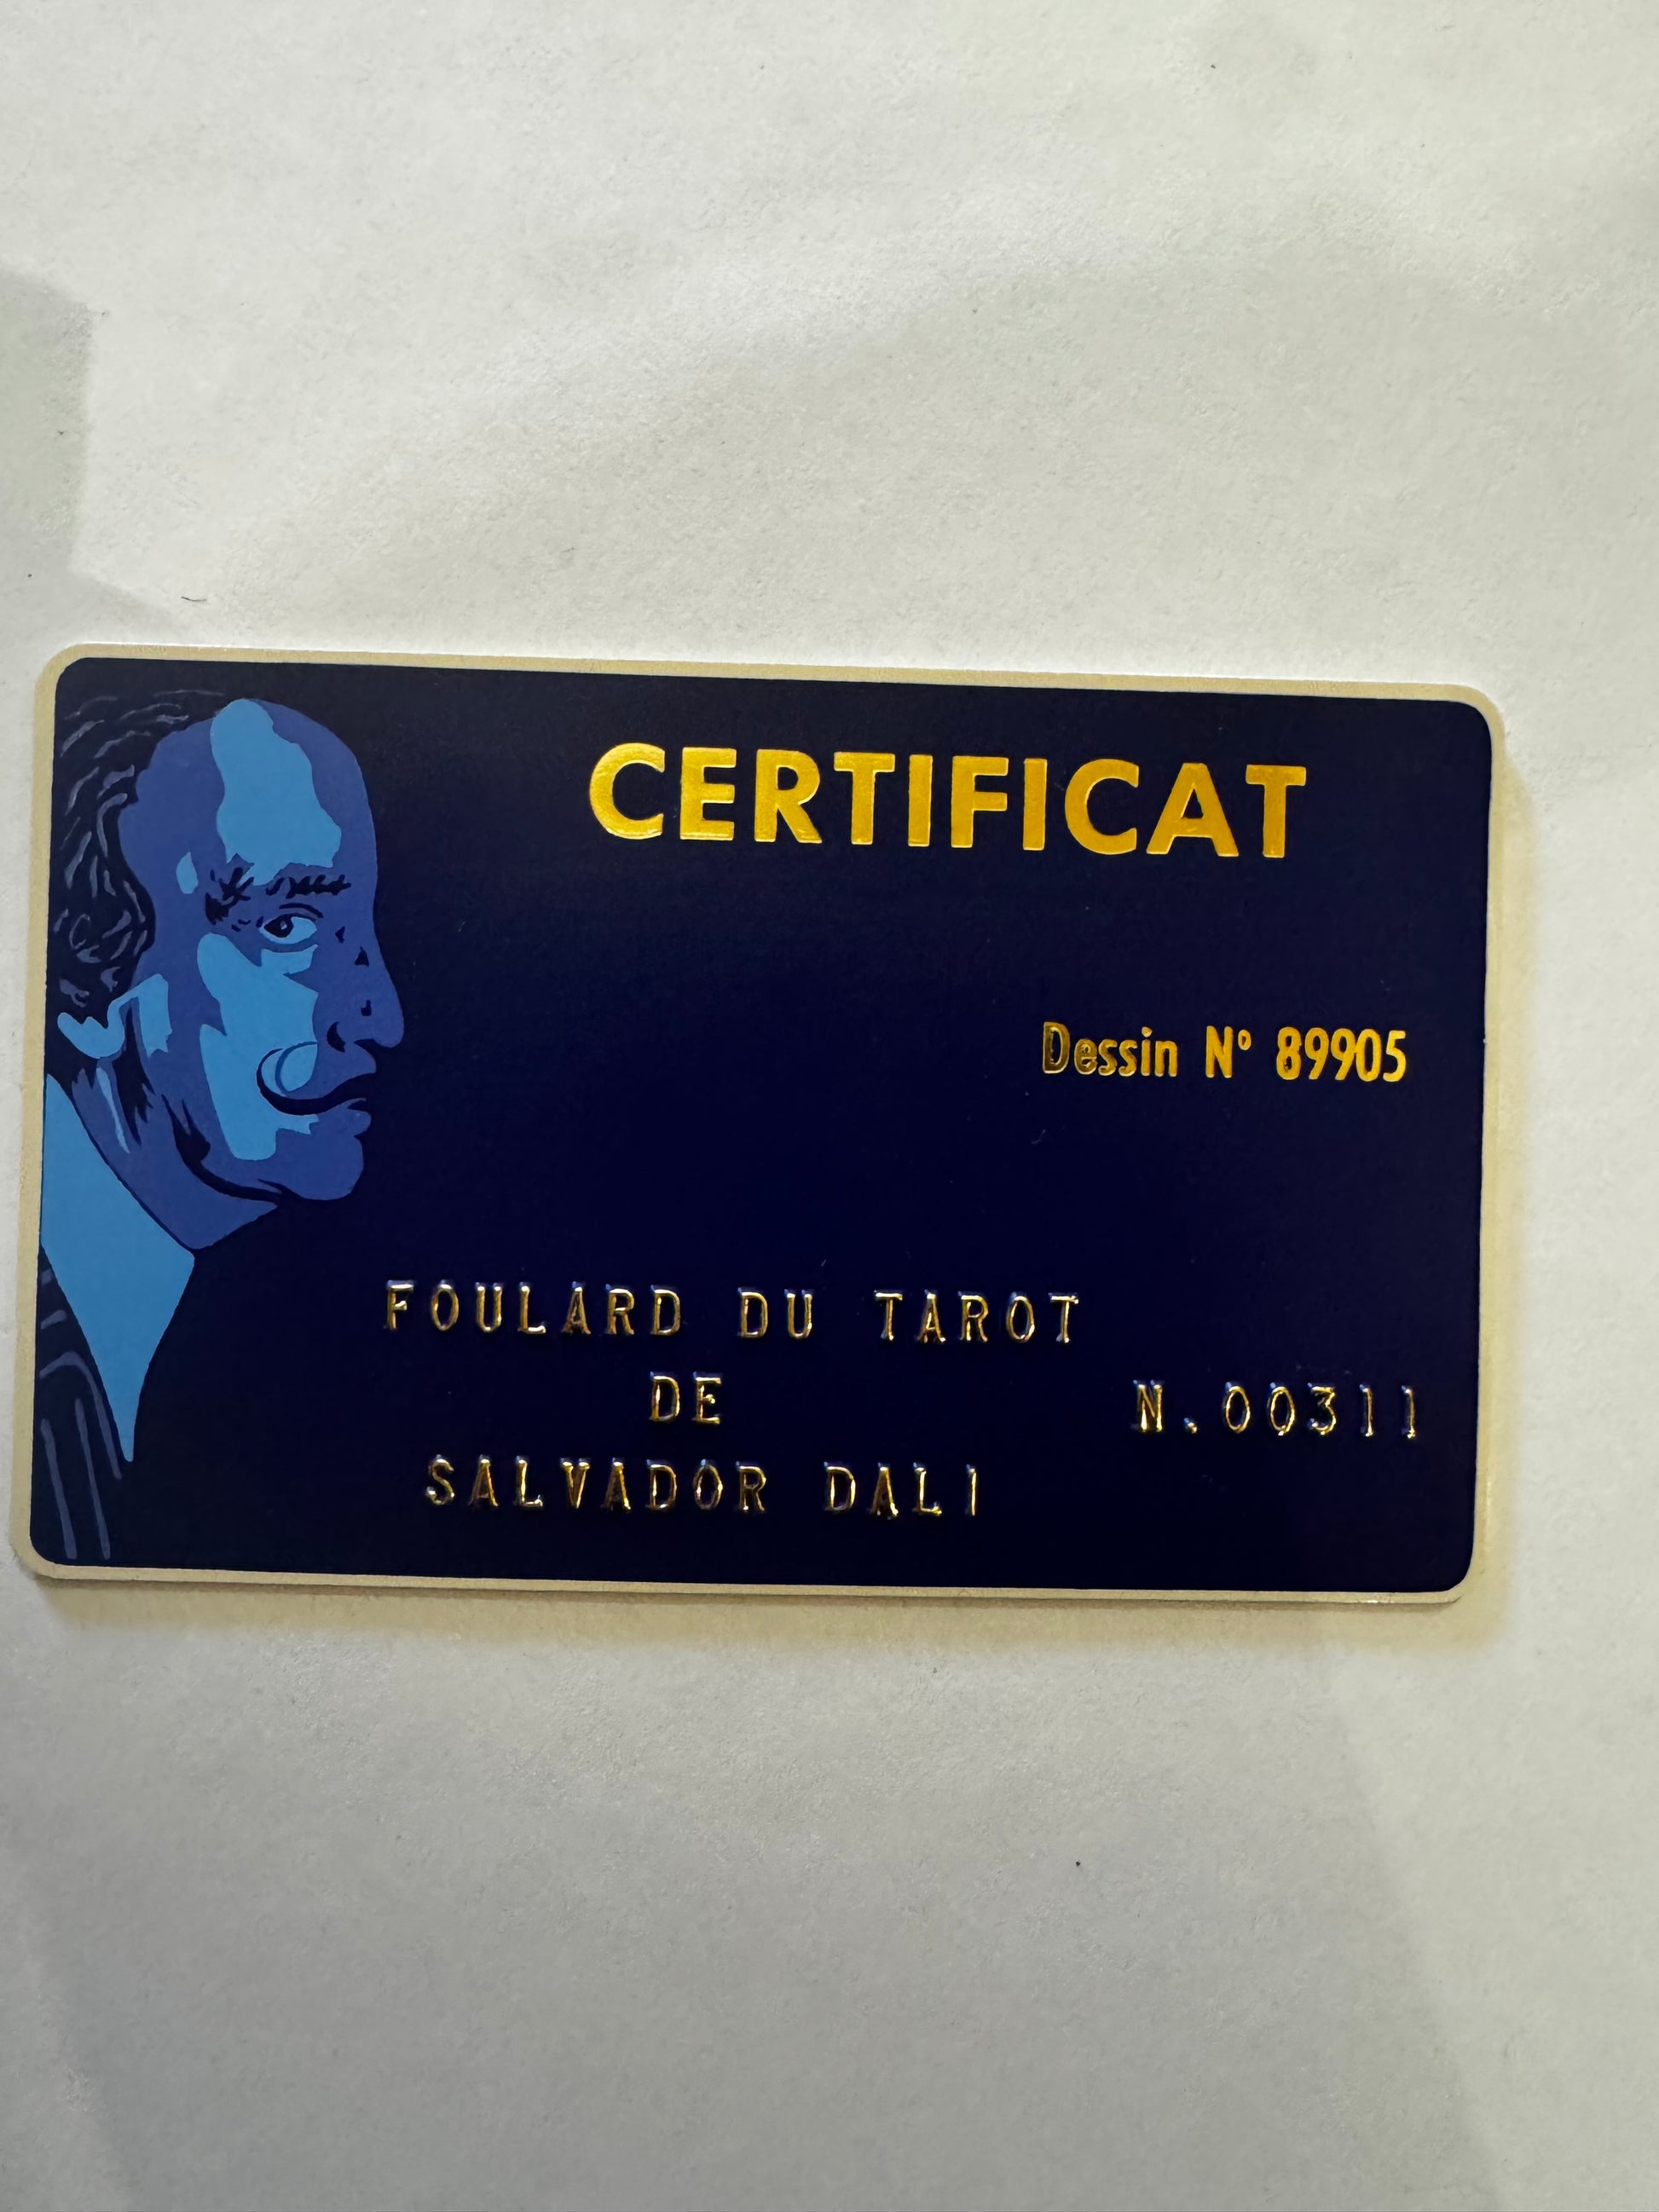 CERTIFICAT
Dessin N° 89905
FOULARD DU TAROT
DE
N.00311
SALVADOR DALI